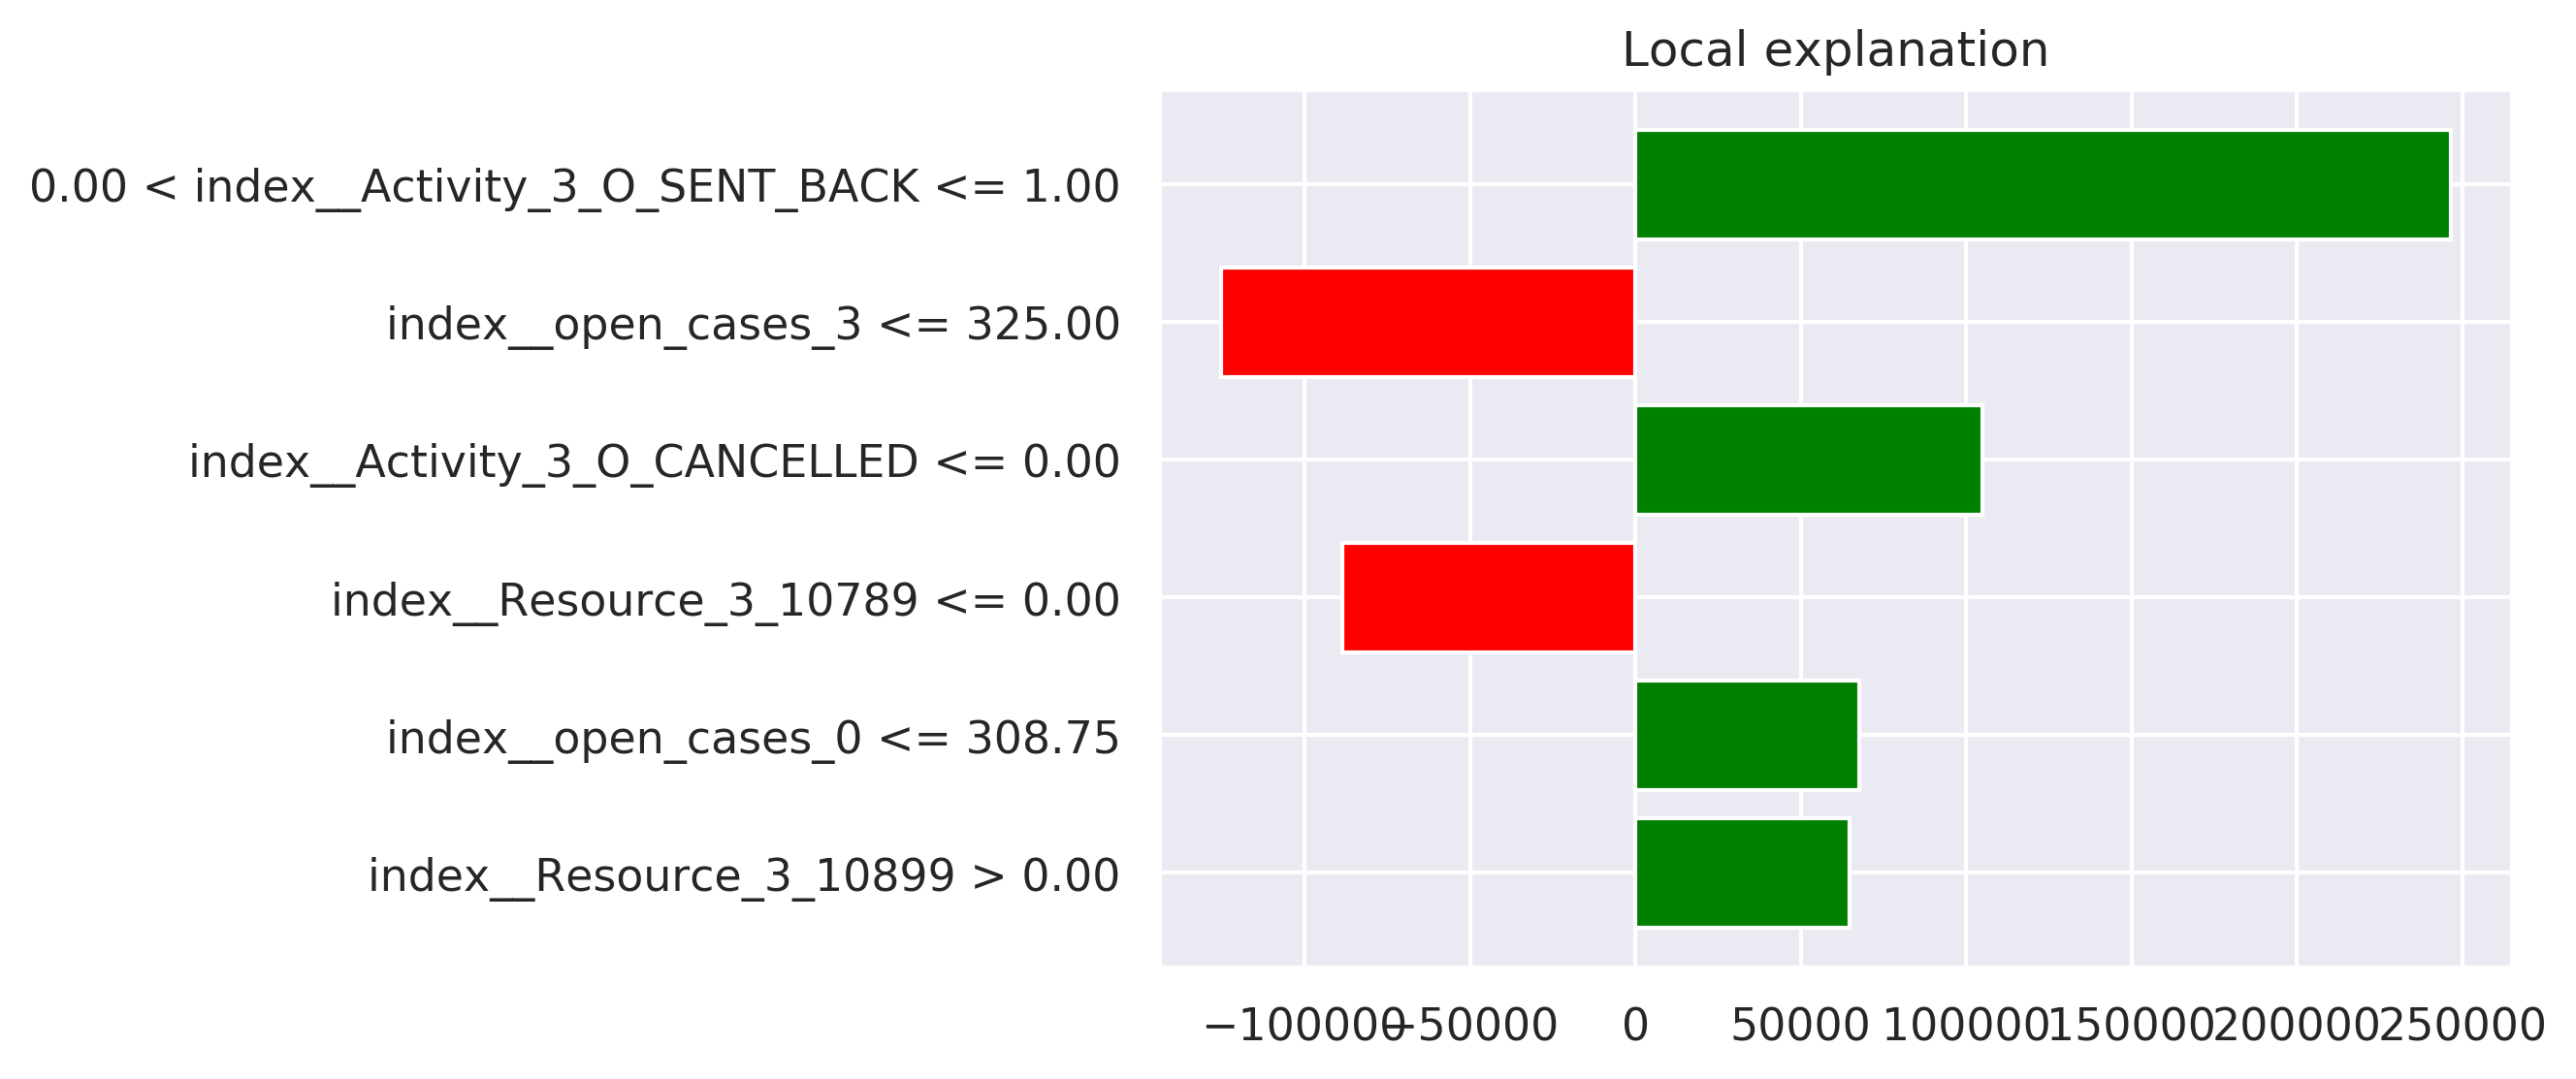 Local explanation
0.00 < index__Activity_3_O_SENT_BACK <= 1.00
index__open_cases_3 <= 325.00
index__Activity_3_O_CANCELLED <= 0.00
index__Resource_3_10789 <= 0.00
index__open_cases_0 <= 308.75
index__Resource_3_10899 > 0.00
−100000 −50000 0 50000 100000 150000 200000 250000